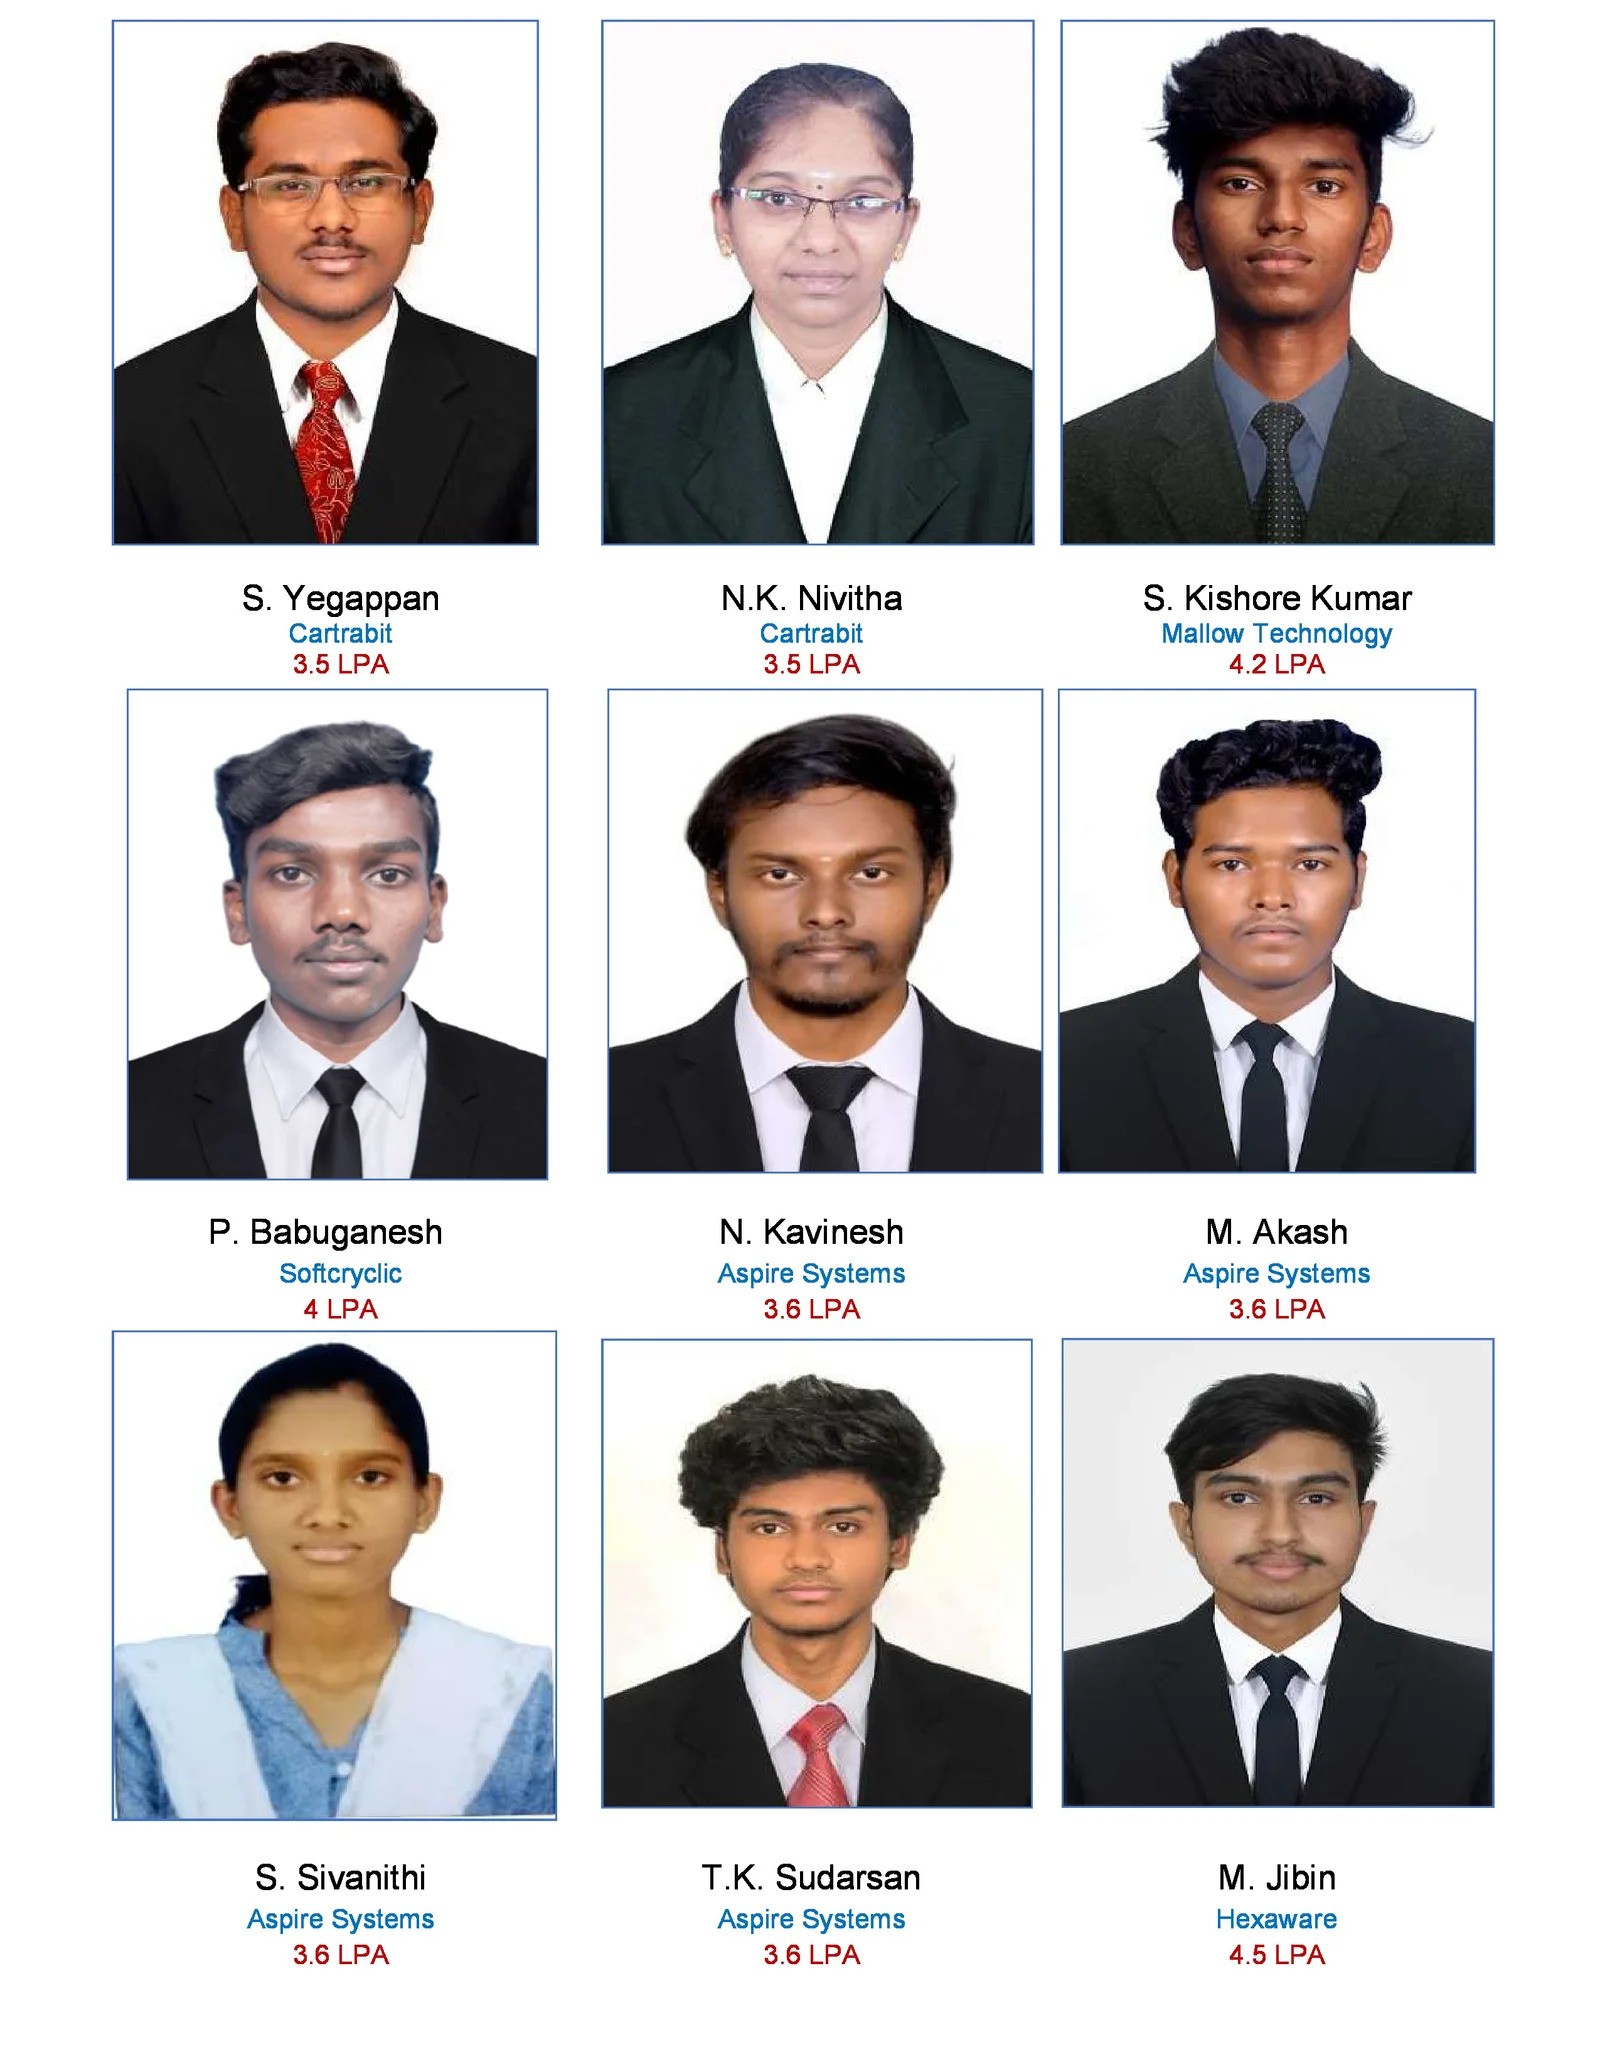 S. Yegappan
Cartrabit
3.5 LPA
N.K. Nivitha
Cartrabit
3.5 LPA
S. Kishore Kumar
Mallow Technology
4.2 LPA
P. Babuganesh
Softcryclic
4 LPA
N. Kavinesh
Aspire Systems
3.6 LPA
M. Akash
Aspire Systems
3.6 LPA
S. Sivanithi
Aspire Systems
3.6 LPA
T.K. Sudarsan
Aspire Systems
3.6 LPA
M. Jibin
Hexaware
4.5 LPA